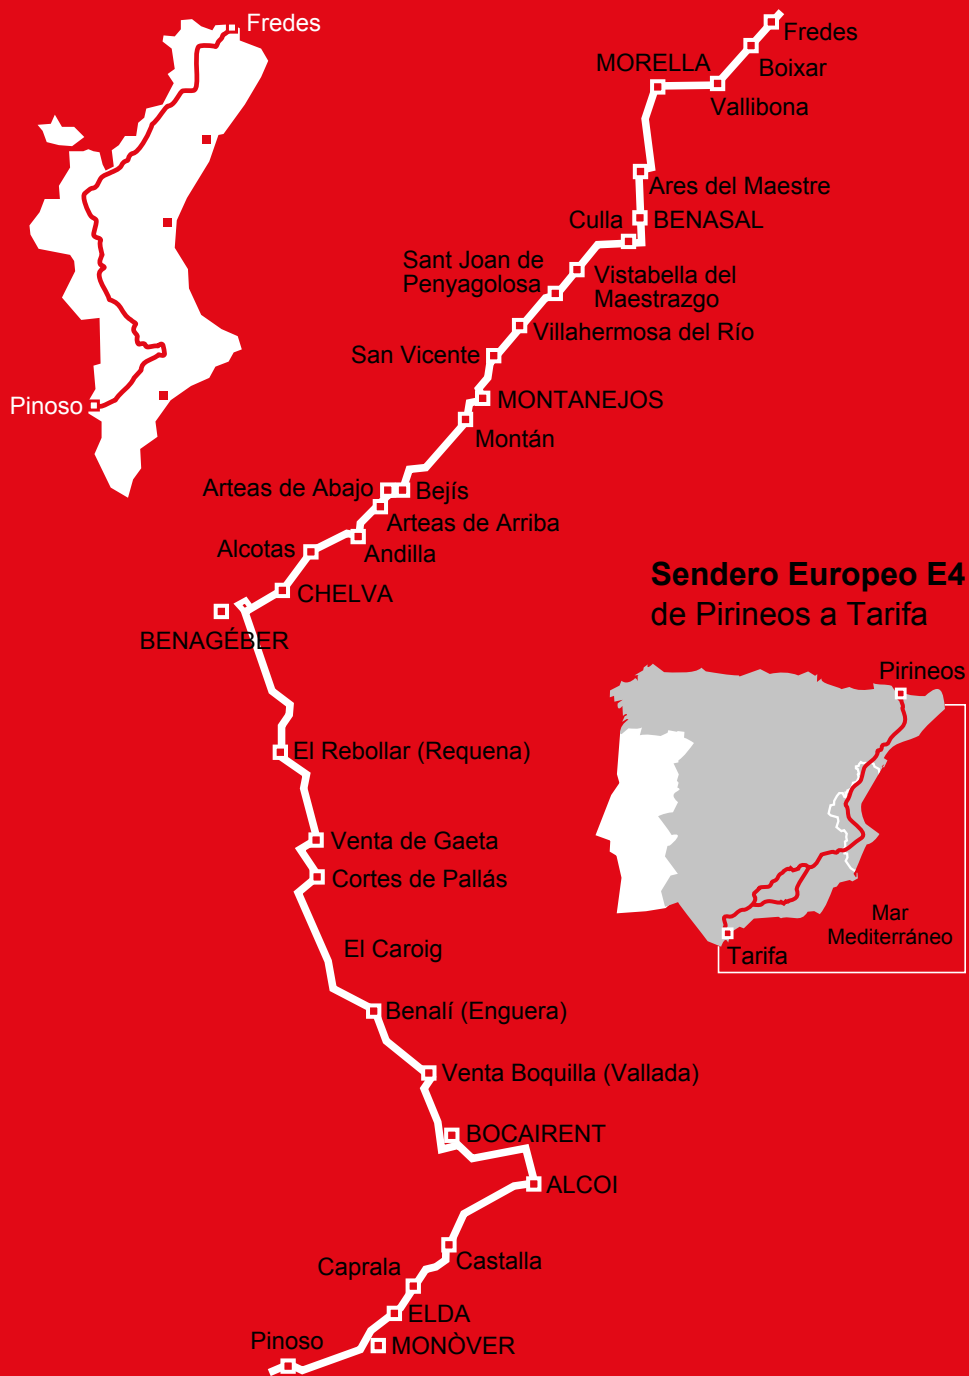 Fredes
Pinoso
Fredes
Boixar
MORELLA
Vallibona
Ares del Maestre
BENASAL
Culla
Sant Joan de
Penyagolosa
Vistabella del
Maestrazgo
Villahermosa del Río
San Vicente
MONTANEJOS
Montán
Arteas de Abajo
Bejís
Arteas de Arriba
Andilla
Alcotas
CHELVA
BENAGÉBER
El Rebollar (Requena)
Venta de Gaeta
Cortes de Pallás
El Caroig
Benalí (Enguera)
Venta Boquilla (Vallada)
BOCAIRENT
ALCOI
Castalla
Caprala
ELDA
MONÒVER
Pinoso
Sendero Europeo E4
de Pirineos a Tarifa
Pirineos
Mar
Mediterráneo
Tarifa